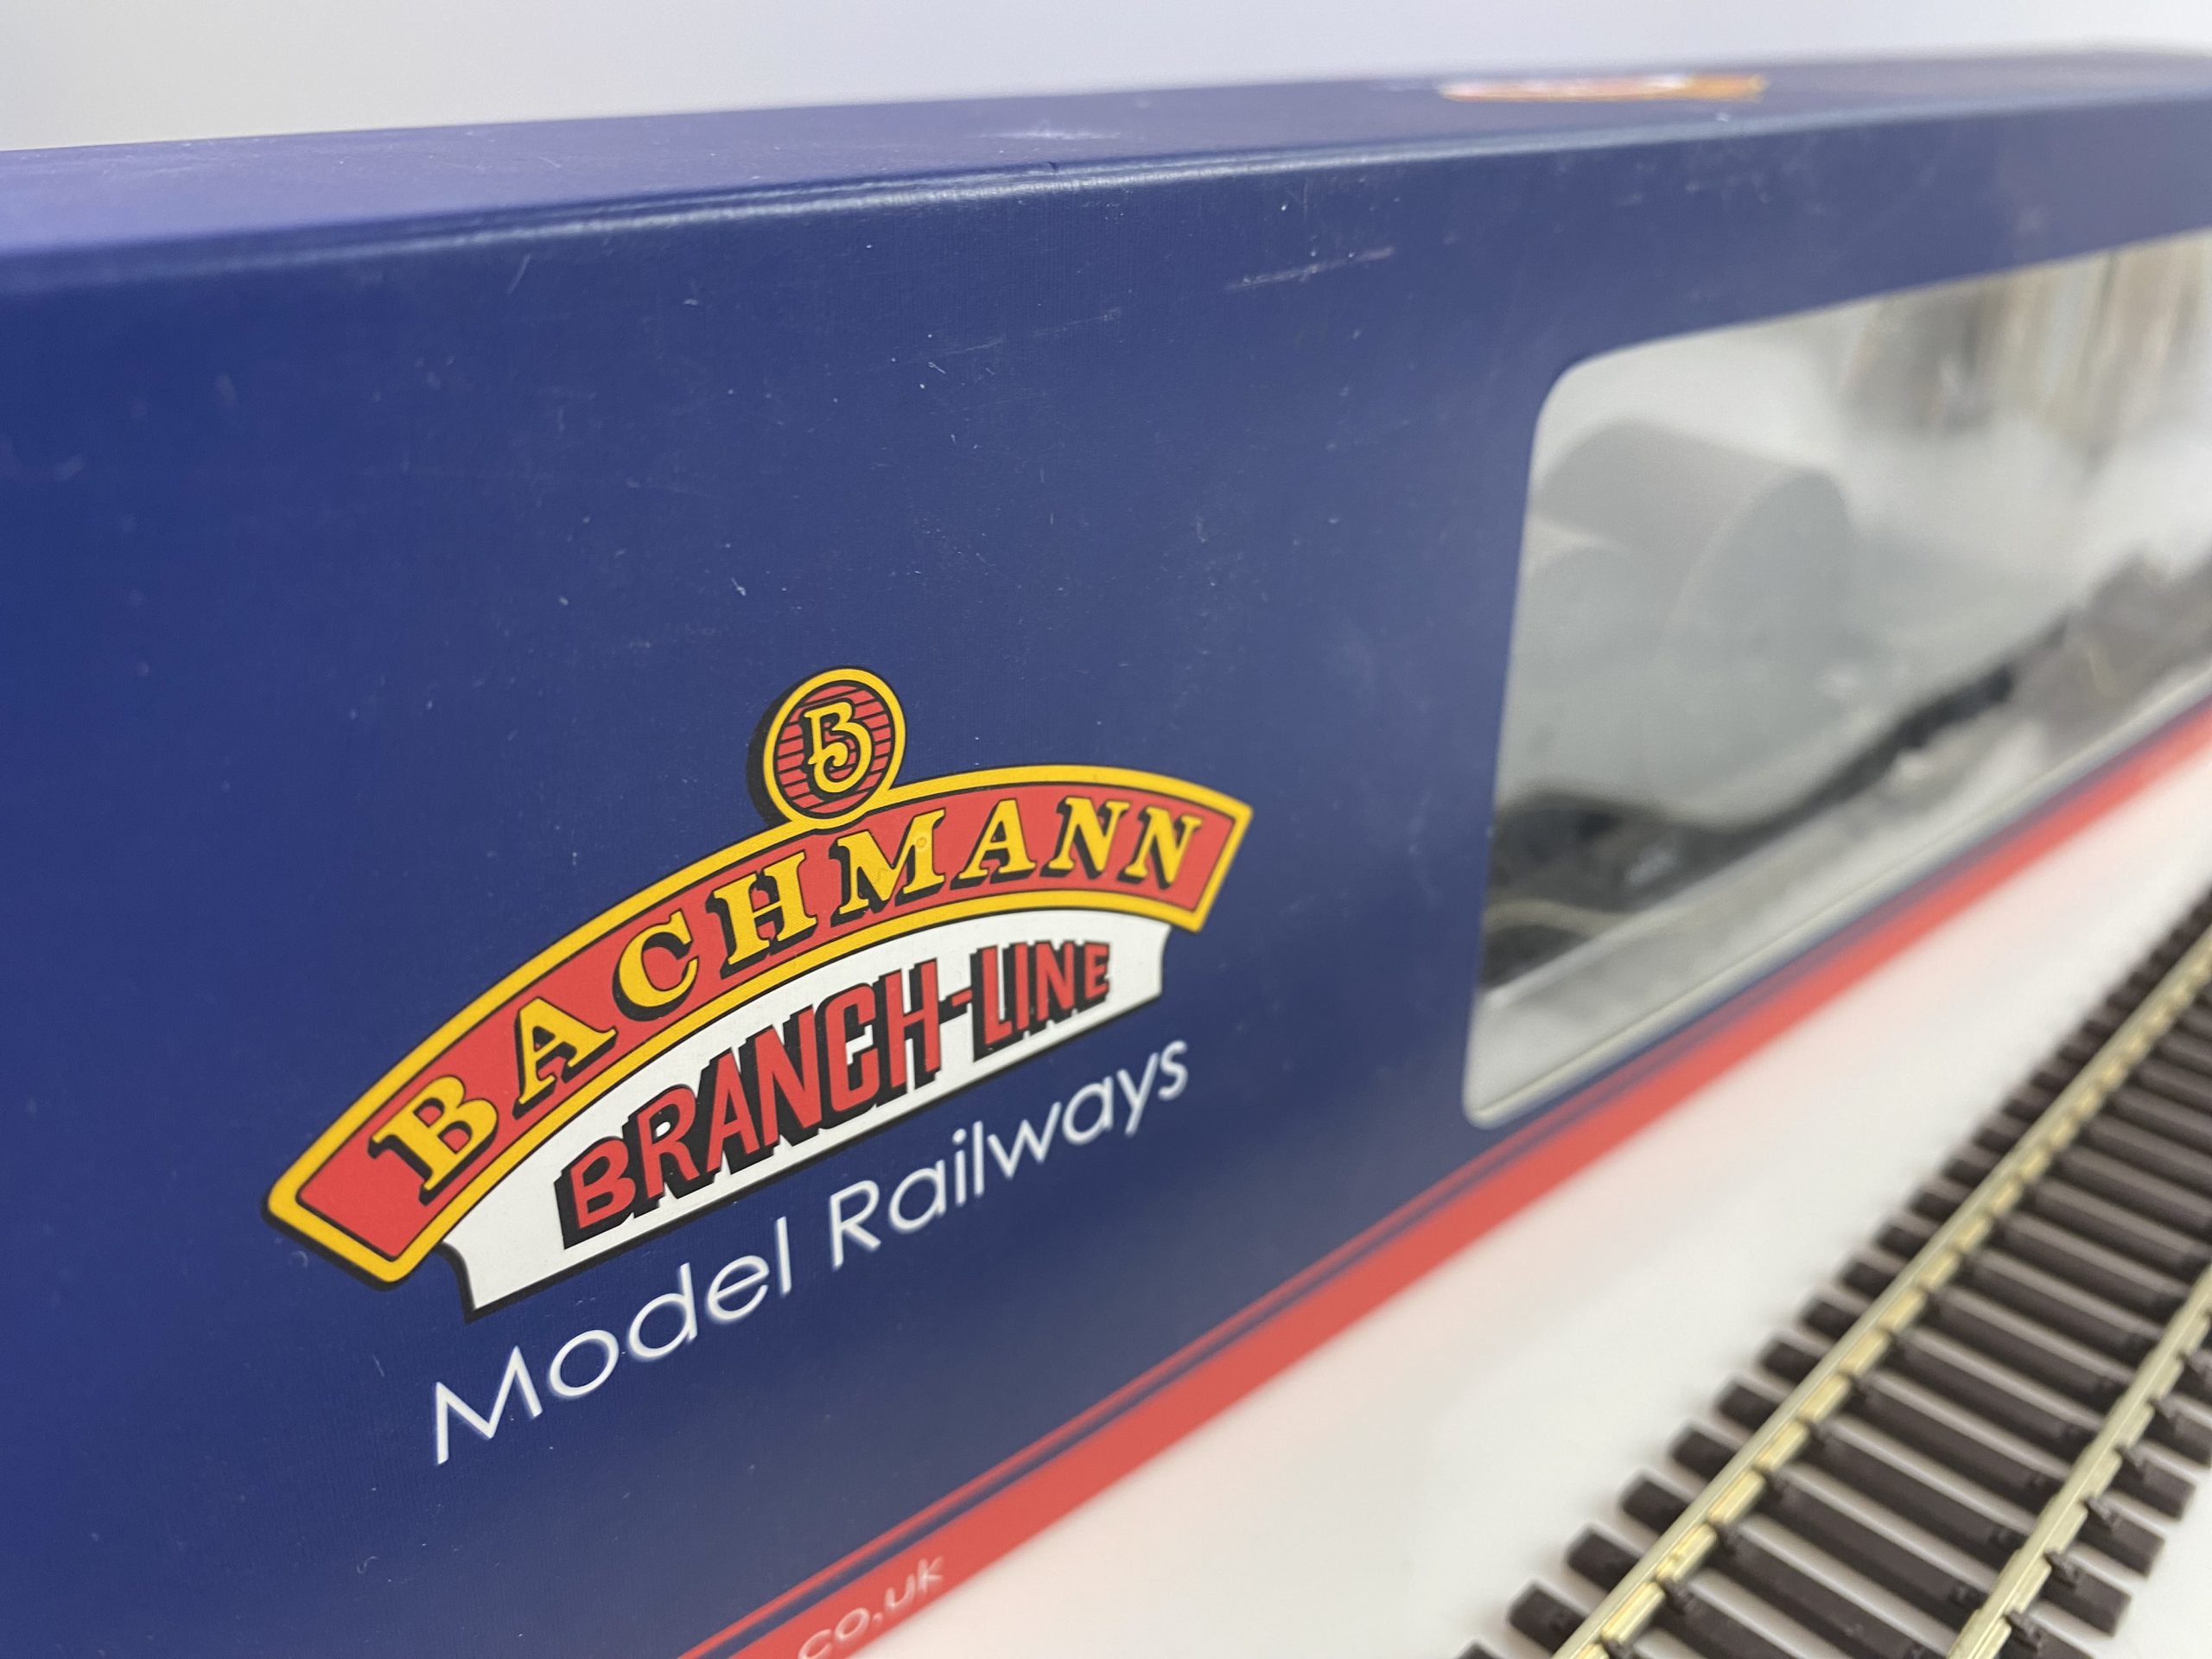 B
BACHMANN
BRANCH-LINE
Model Railways
co.uk